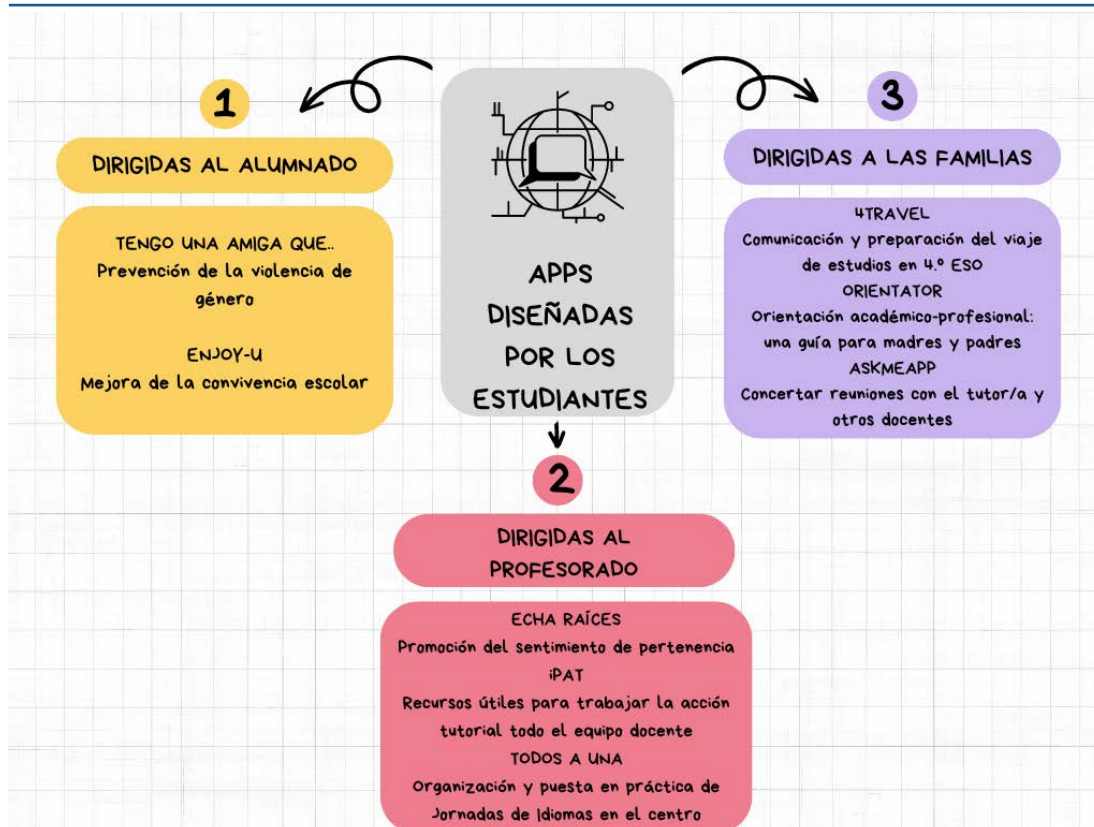 1
DIRIGIDAS AL ALUMNADO
TENGO UNA AMIGA QUE..
Prevención de la violencia de
género
ENJOY-U
Mejora de la convivencia escolar
APPS
DISEÑADAS
POR LOS
ESTUDIANTES
2
DIRIGIDAS AL
PROFESORADO
ECHA RAÍCES
Promoción del sentimiento de pertenencia
iPAT
Recursos útiles para trabajar la acción
tutorial todo el equipo docente
TODOS A UNA
Organización y puesta en práctica de
Jornadas de Idiomas en el centro
3
DIRIGIDAS A LAS FAMILIAS
4TRAVEL
Comunicación y preparación del viaje
de estudios en 4.º ESO
ORIENTATOR
Orientación académico-profesional:
una guía para madres y padres
ASKMEAPP
Concertar reuniones con el tutor/a y
otros docentes